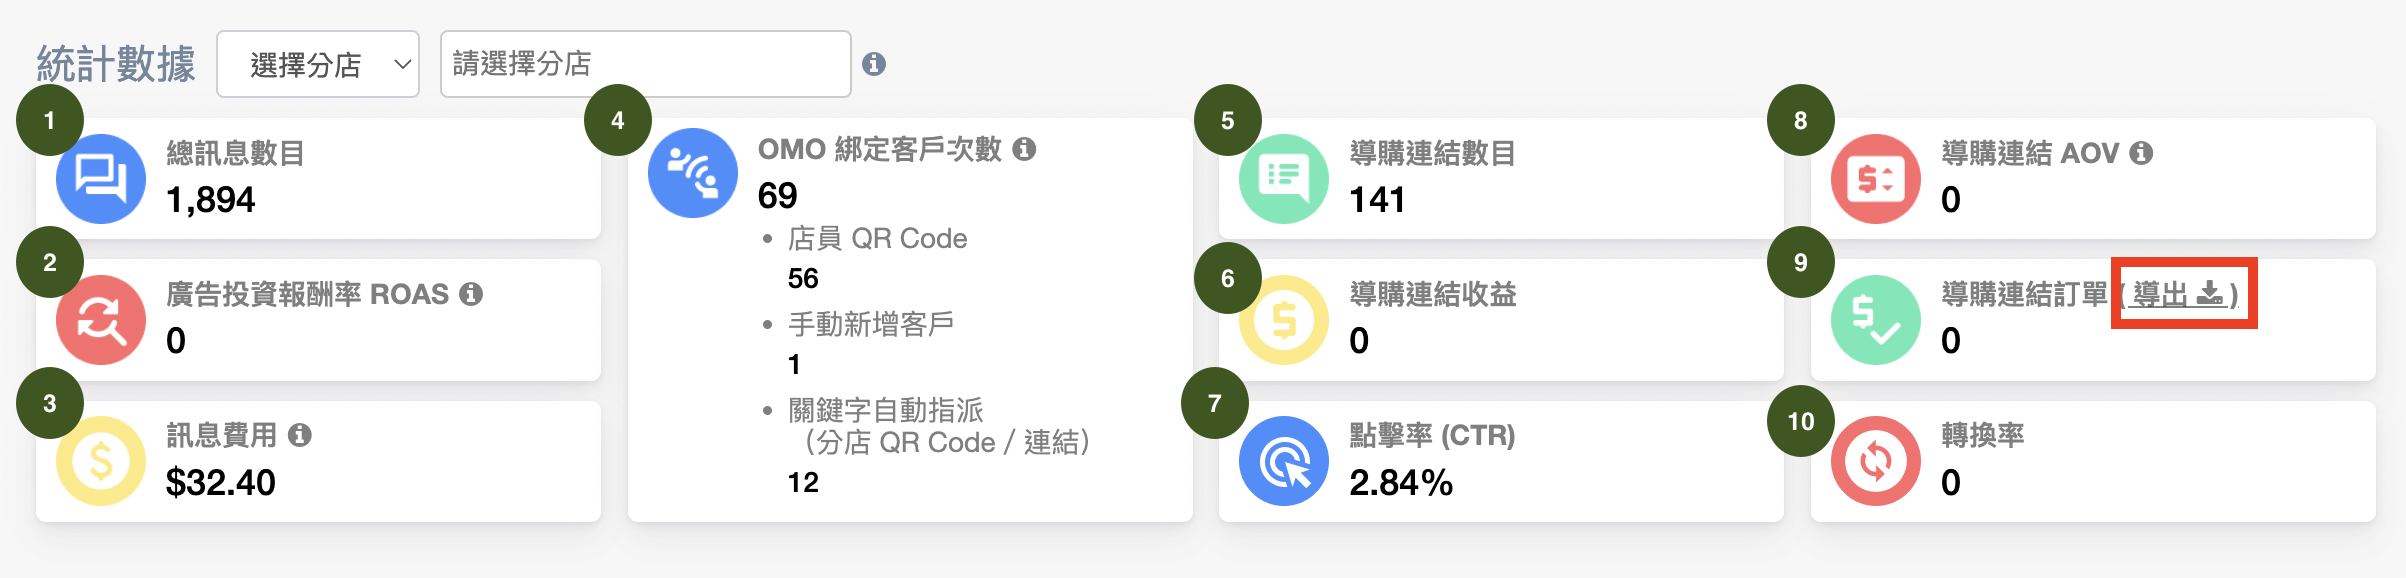 統計數據
選擇分店
請選擇分店
1
總訊息數目
1,894
2
廣告投資報酬率 ROAS
0
3
訊息費用
$32.40
4
OMO 綁定客戶次數
69
• 店員 QR Code
56
• 手動新增客戶
1
• 關鍵字自動指派
（分店 QR Code / 連結）
12
5
導購連結數目
141
6
導購連結收益
0
7
點擊率 (CTR)
2.84%
8
導購連結 AOV
0
9
導購連結訂單 ( 導出 )
0
10
轉換率
0